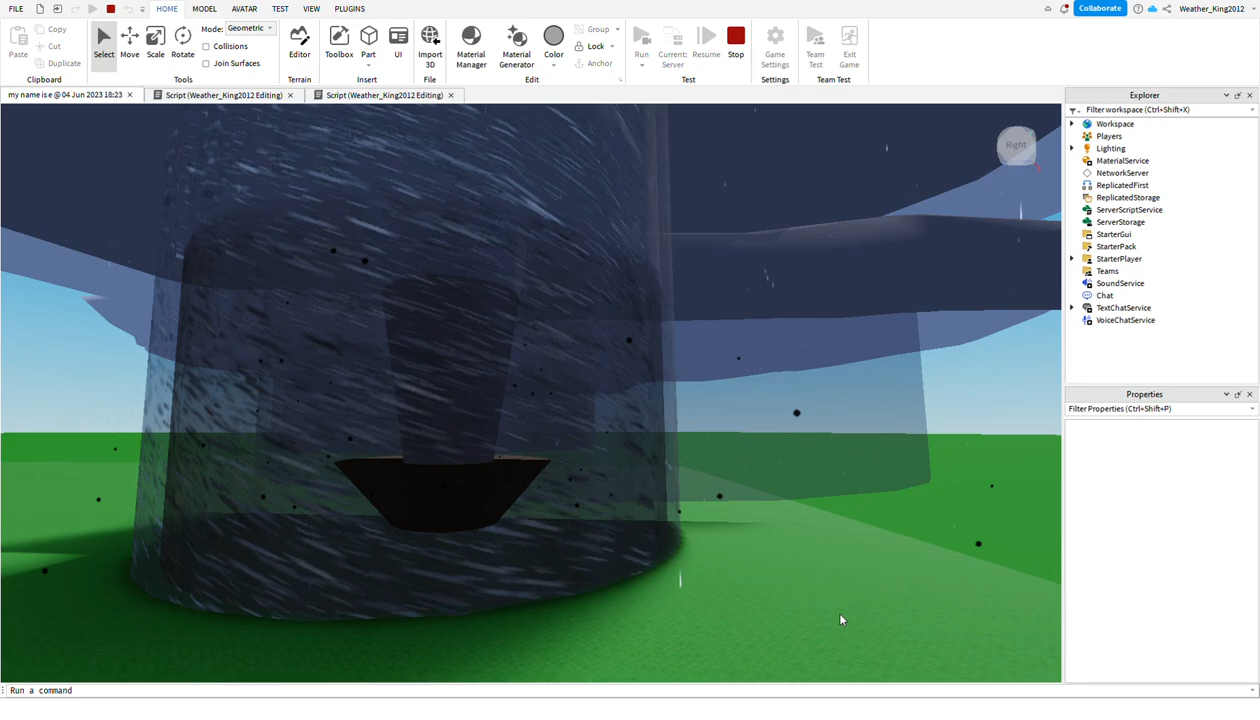 FILE HOME MODEL AVATAR TEST VIEW PLUGINS Collaborate Weather_King2012
Paste Copy Cut Duplicate
Clipboard
Select Move Scale Rotate Mode: Geometric Collisions Join Surfaces
Tools
Editor
Terrain
Toolbox Part UI
Insert
Import 3D
File
Material Manager Material Generator Color Group Lock Anchor
Edit
Run Current: Server Resume Stop
Test
Game Settings
Settings
Team Test Exit Game
Team Test
my name is e @ 04 Jun 2023 18:23 Script (Weather_King2012 Editing) Script (Weather_King2012 Editing)
Right
Explorer
Filter workspace (Ctrl+Shift+X)
Workspace
Players
Lighting
MaterialService
NetworkServer
ReplicatedFirst
ReplicatedStorage
ServerScriptService
ServerStorage
StarterGui
StarterPack
StarterPlayer
Teams
SoundService
Chat
TextChatService
VoiceChatService
Properties
Filter Properties (Ctrl+Shift+P)
Run a command